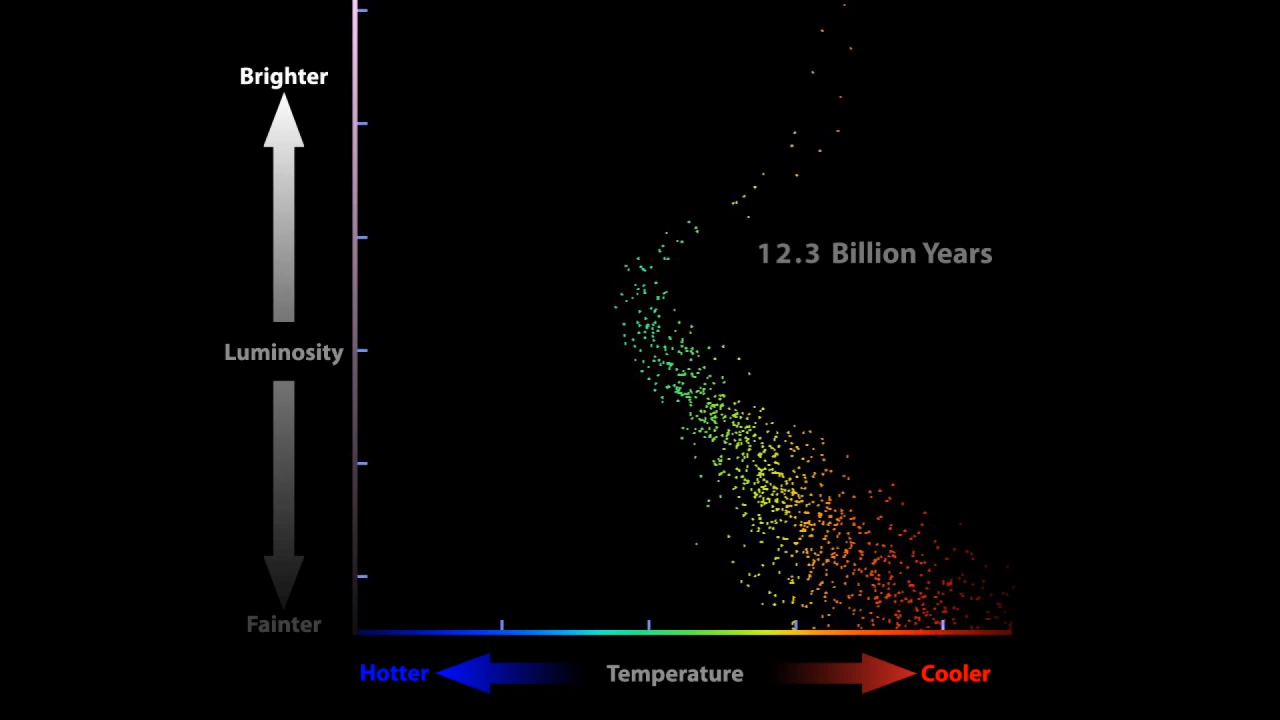 Brighter
12.3 Billion Years
Luminosity
Fainter
Hotter
Temperature
Cooler